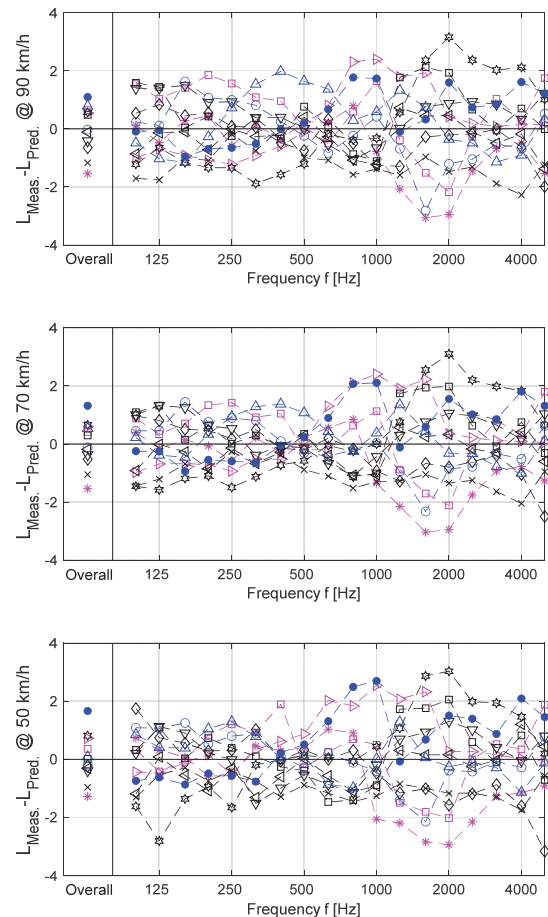 L_Meas.-L_Pred. @ 90 km/h
4
2
0
-2
-4
Overall 125 250 500 1000 2000 4000
Frequency f [Hz]
L_Meas.-L_Pred. @ 70 km/h
4
2
0
-2
-4
Overall 125 250 500 1000 2000 4000
Frequency f [Hz]
L_Meas.-L_Pred. @ 50 km/h
4
2
0
-2
-4
Overall 125 250 500 1000 2000 4000
Frequency f [Hz]